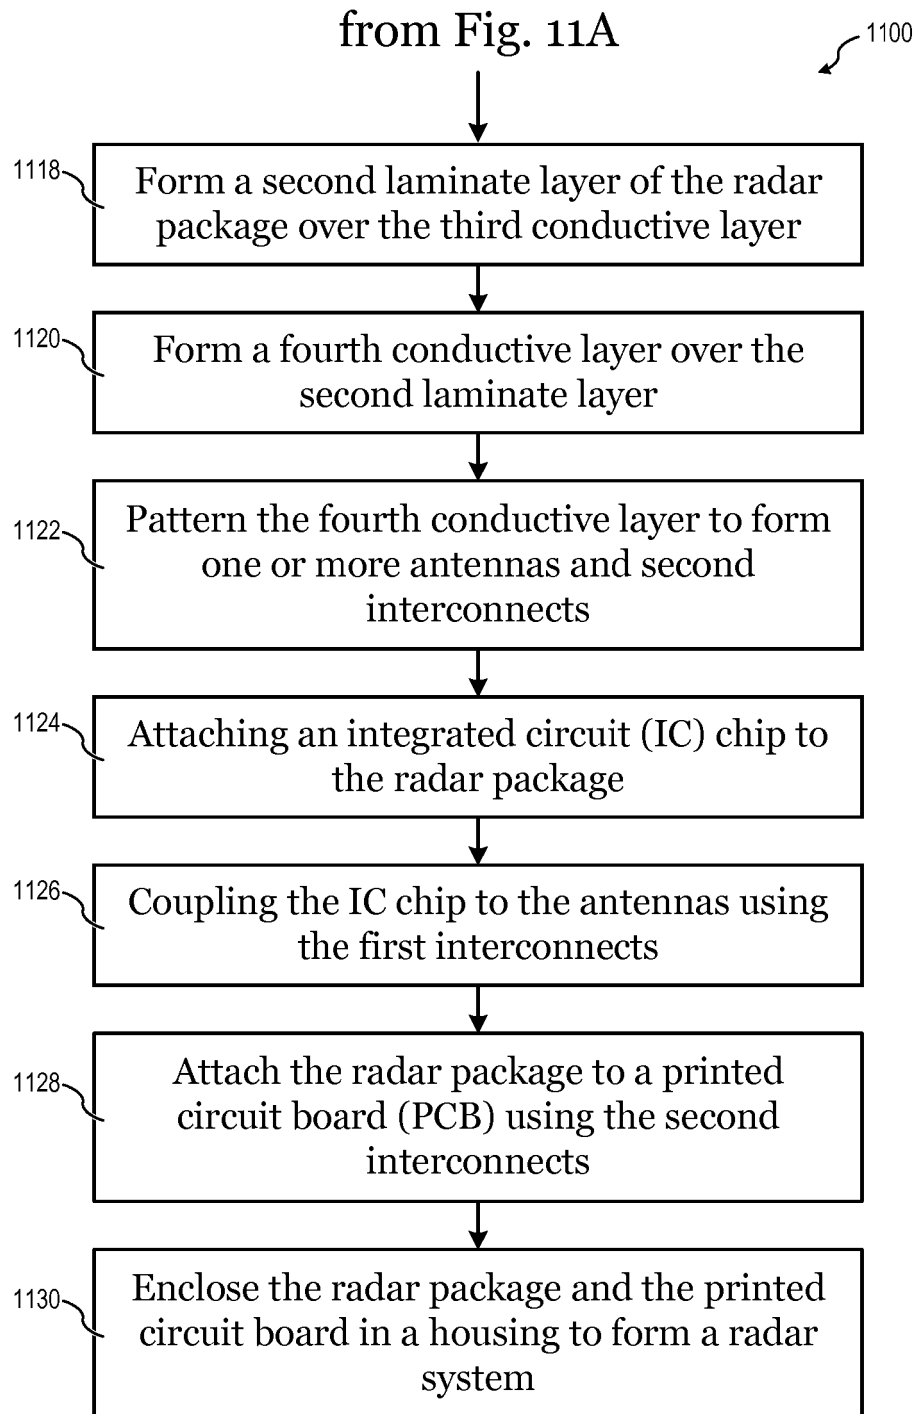 from Fig. 11A
1100
1118
Form a second laminate layer of the radar
package over the third conductive layer
1120
Form a fourth conductive layer over the
second laminate layer
1122
Pattern the fourth conductive layer to form
one or more antennas and second
interconnects
1124
Attaching an integrated circuit (IC) chip to
the radar package
1126
Coupling the IC chip to the antennas using
the first interconnects
1128
Attach the radar package to a printed
circuit board (PCB) using the second
interconnects
1130
Enclose the radar package and the printed
circuit board in a housing to form a radar
system